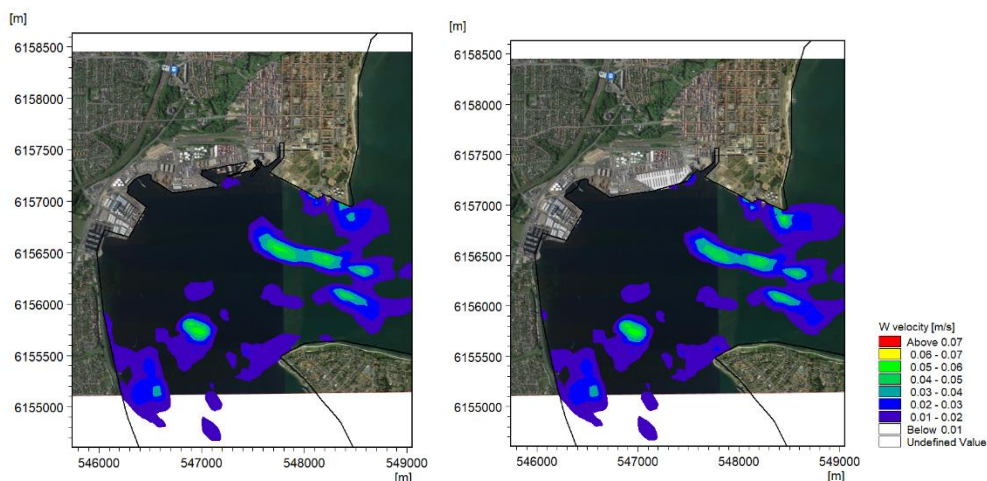 [m]
6158500
6158000
6157500
6157000
6156500
6156000
6155500
6155000
546000 547000 548000 549000
[m]
[m]
6158500
6158000
6157500
6157000
6156500
6156000
6155500
6155000
546000 547000 548000 549000
[m]
W velocity [m/s]
Above 0.07
0.06 - 0.07
0.05 - 0.06
0.04 - 0.05
0.03 - 0.04
0.02 - 0.03
0.01 - 0.02
Below 0.01
Undefined Value